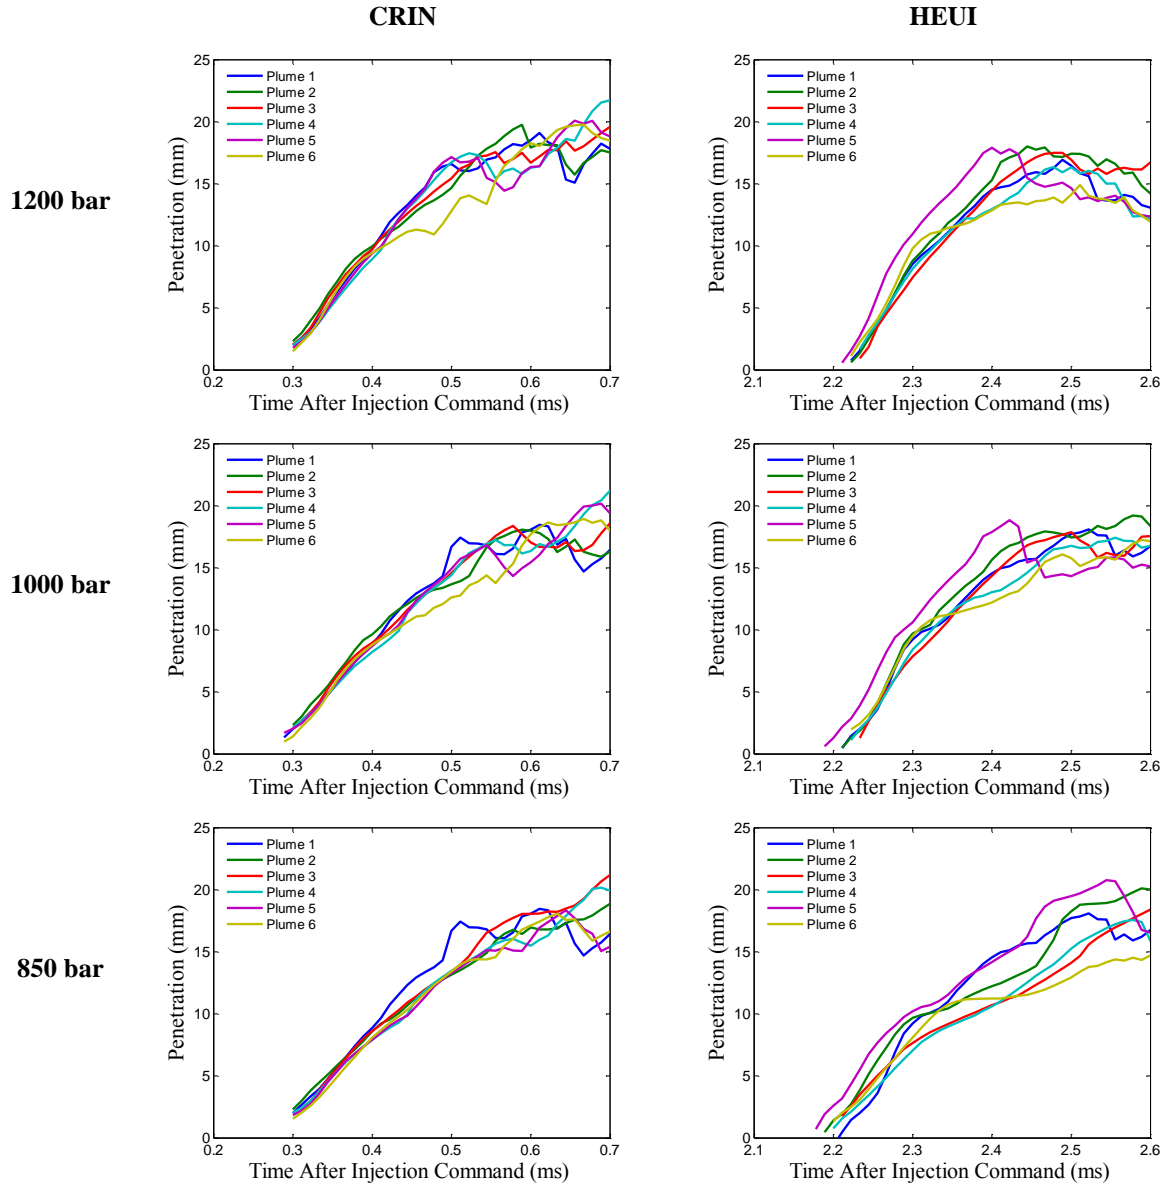 CRIN
HEUI
1200 bar
25
20
15
10
5
0
Penetration (mm)
Plume 1
Plume 2
Plume 3
Plume 4
Plume 5
Plume 6
0.2
0.3
0.4
0.5
0.6
0.7
Time After Injection Command (ms)
25
20
15
10
5
0
Penetration (mm)
Plume 1
Plume 2
Plume 3
Plume 4
Plume 5
Plume 6
2.1
2.2
2.3
2.4
2.5
2.6
Time After Injection Command (ms)
1000 bar
25
20
15
10
5
0
Penetration (mm)
Plume 1
Plume 2
Plume 3
Plume 4
Plume 5
Plume 6
0.2
0.3
0.4
0.5
0.6
0.7
Time After Injection Command (ms)
25
20
15
10
5
0
Penetration (mm)
Plume 1
Plume 2
Plume 3
Plume 4
Plume 5
Plume 6
2.1
2.2
2.3
2.4
2.5
2.6
Time After Injection Command (ms)
850 bar
25
20
15
10
5
0
Penetration (mm)
Plume 1
Plume 2
Plume 3
Plume 4
Plume 5
Plume 6
0.2
0.3
0.4
0.5
0.6
0.7
Time After Injection Command (ms)
25
20
15
10
5
0
Penetration (mm)
Plume 1
Plume 2
Plume 3
Plume 4
Plume 5
Plume 6
2.1
2.2
2.3
2.4
2.5
2.6
Time After Injection Command (ms)